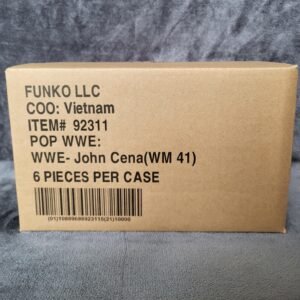 FUNKO LLC
COO: Vietnam
ITEM# 92311
POP WWE:
WWE- John Cena(WM 41)
6 PIECES PER CASE